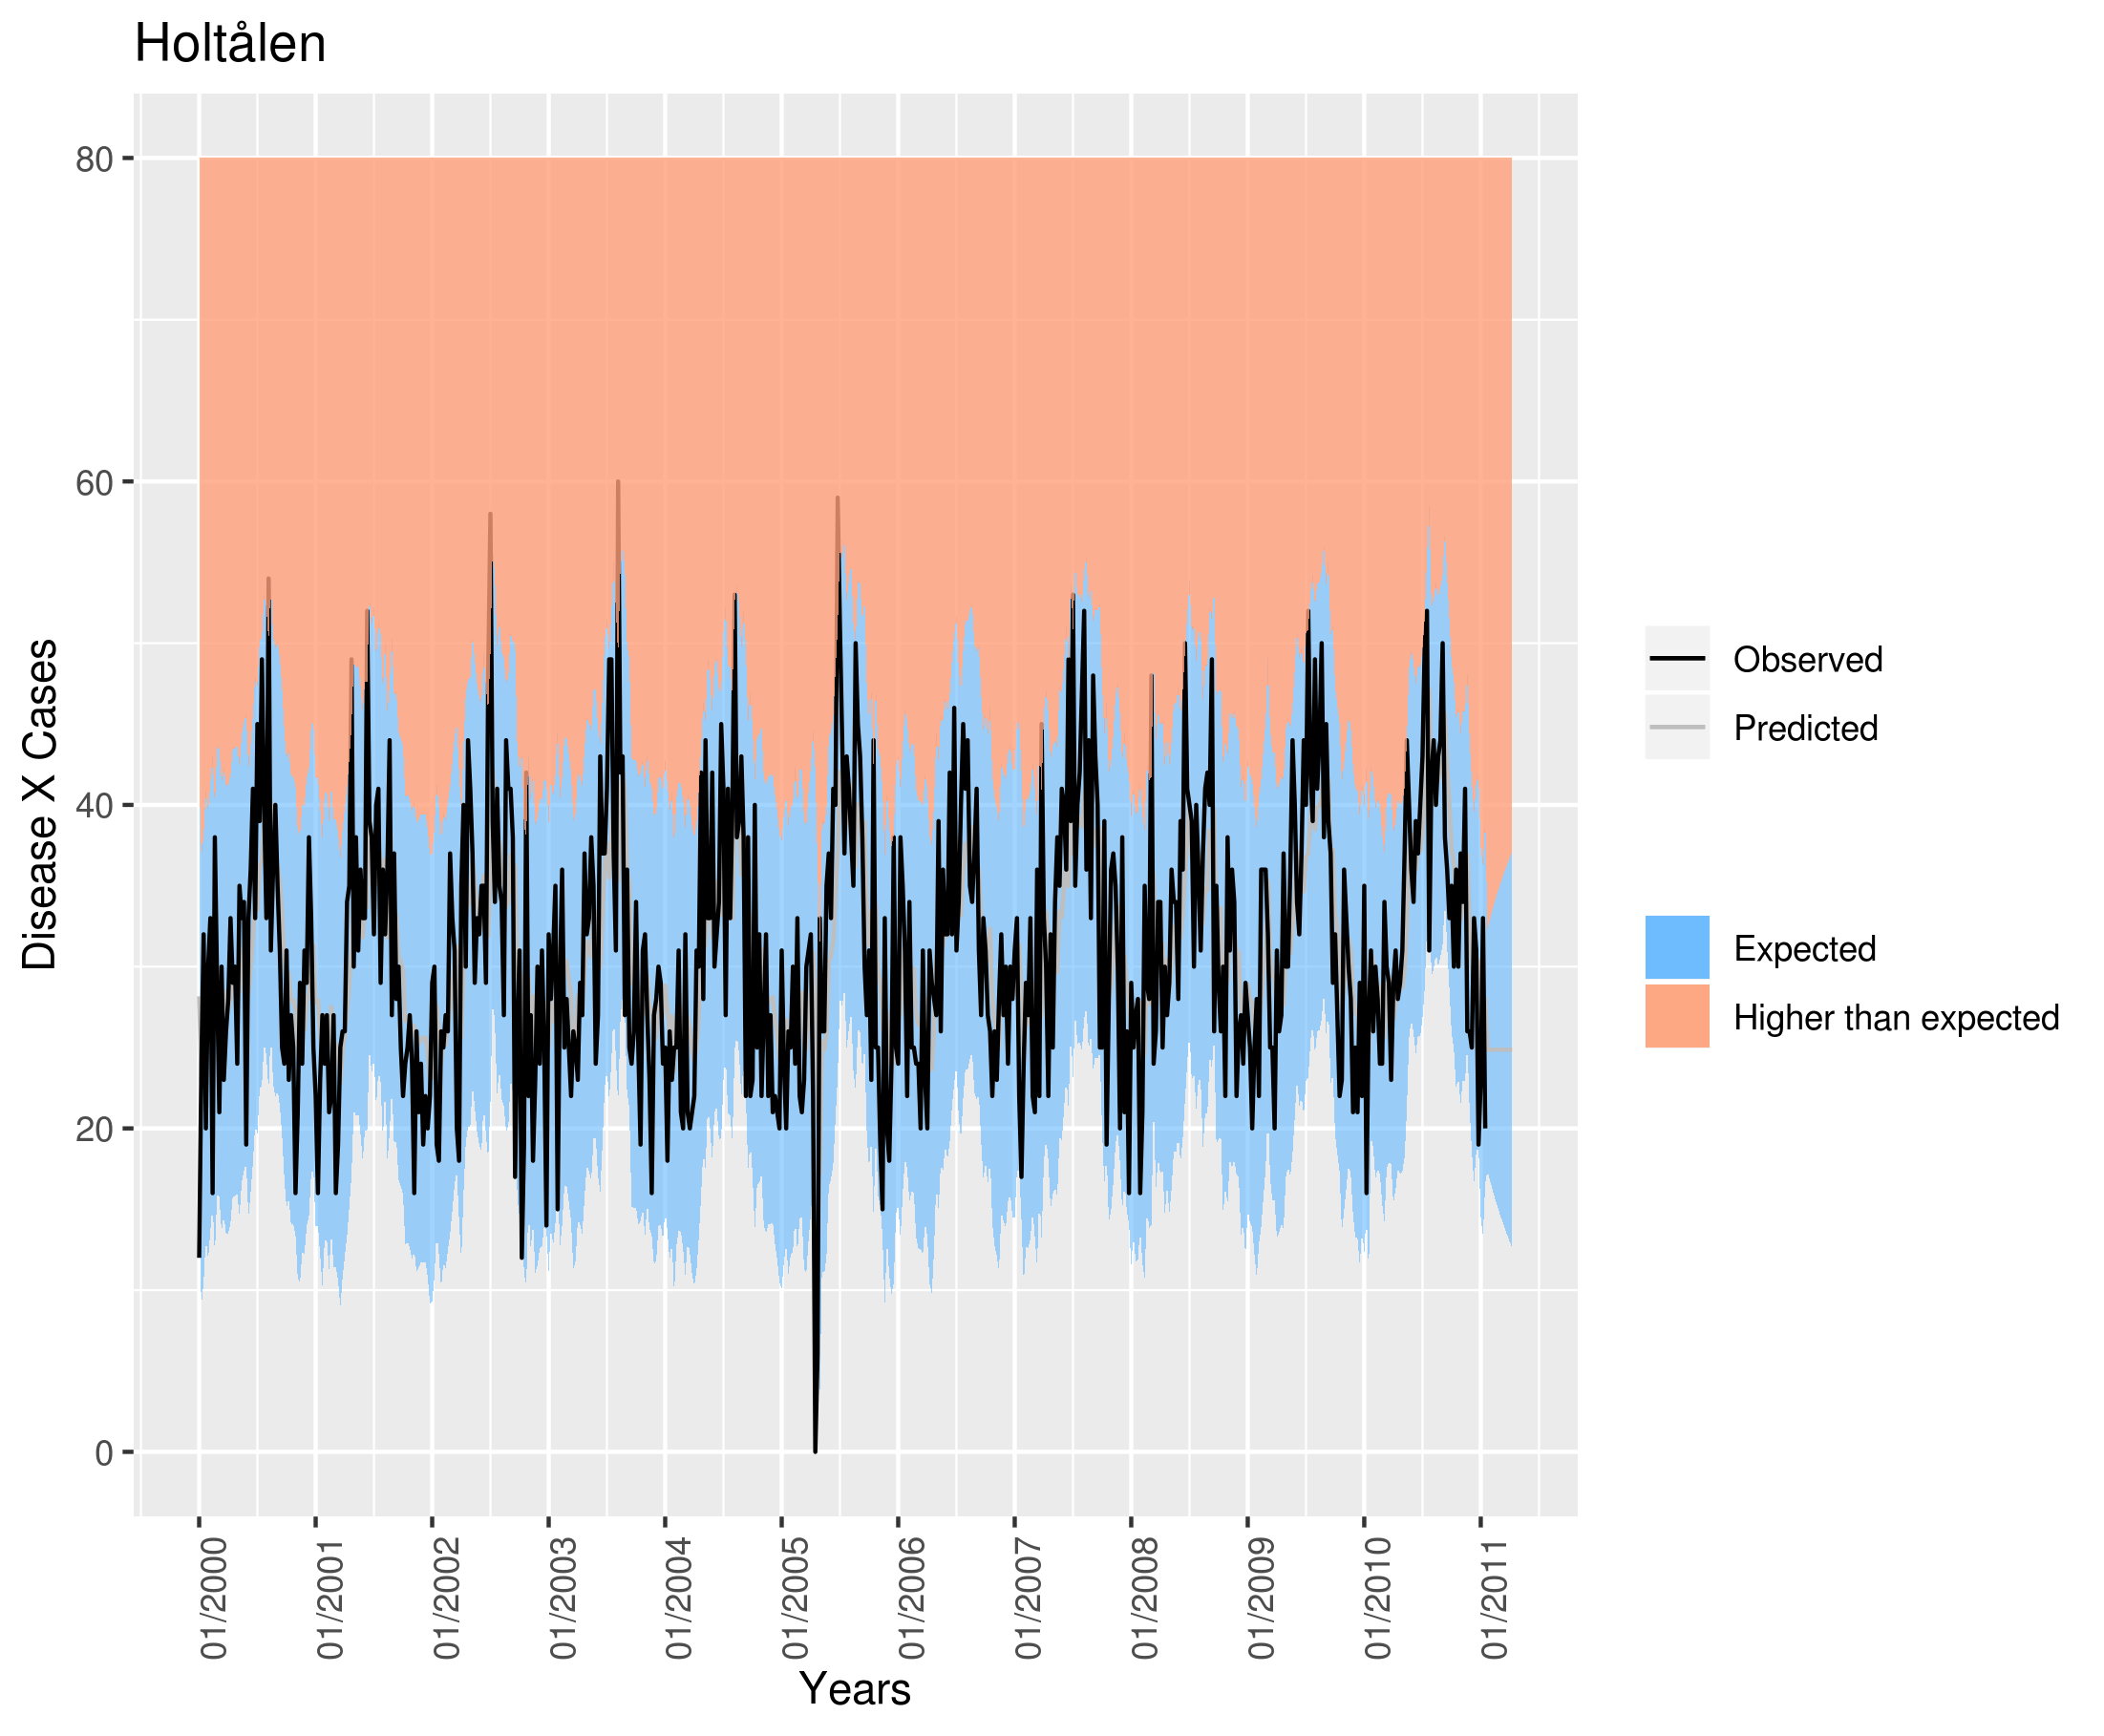 Holtålen
80
60
40
20
0
Disease X Cases
01/2000
01/2001
01/2002
01/2003
01/2004
01/2005
01/2006
01/2007
01/2008
01/2009
01/2010
01/2011
Years
Observed
Predicted
Expected
Higher than expected